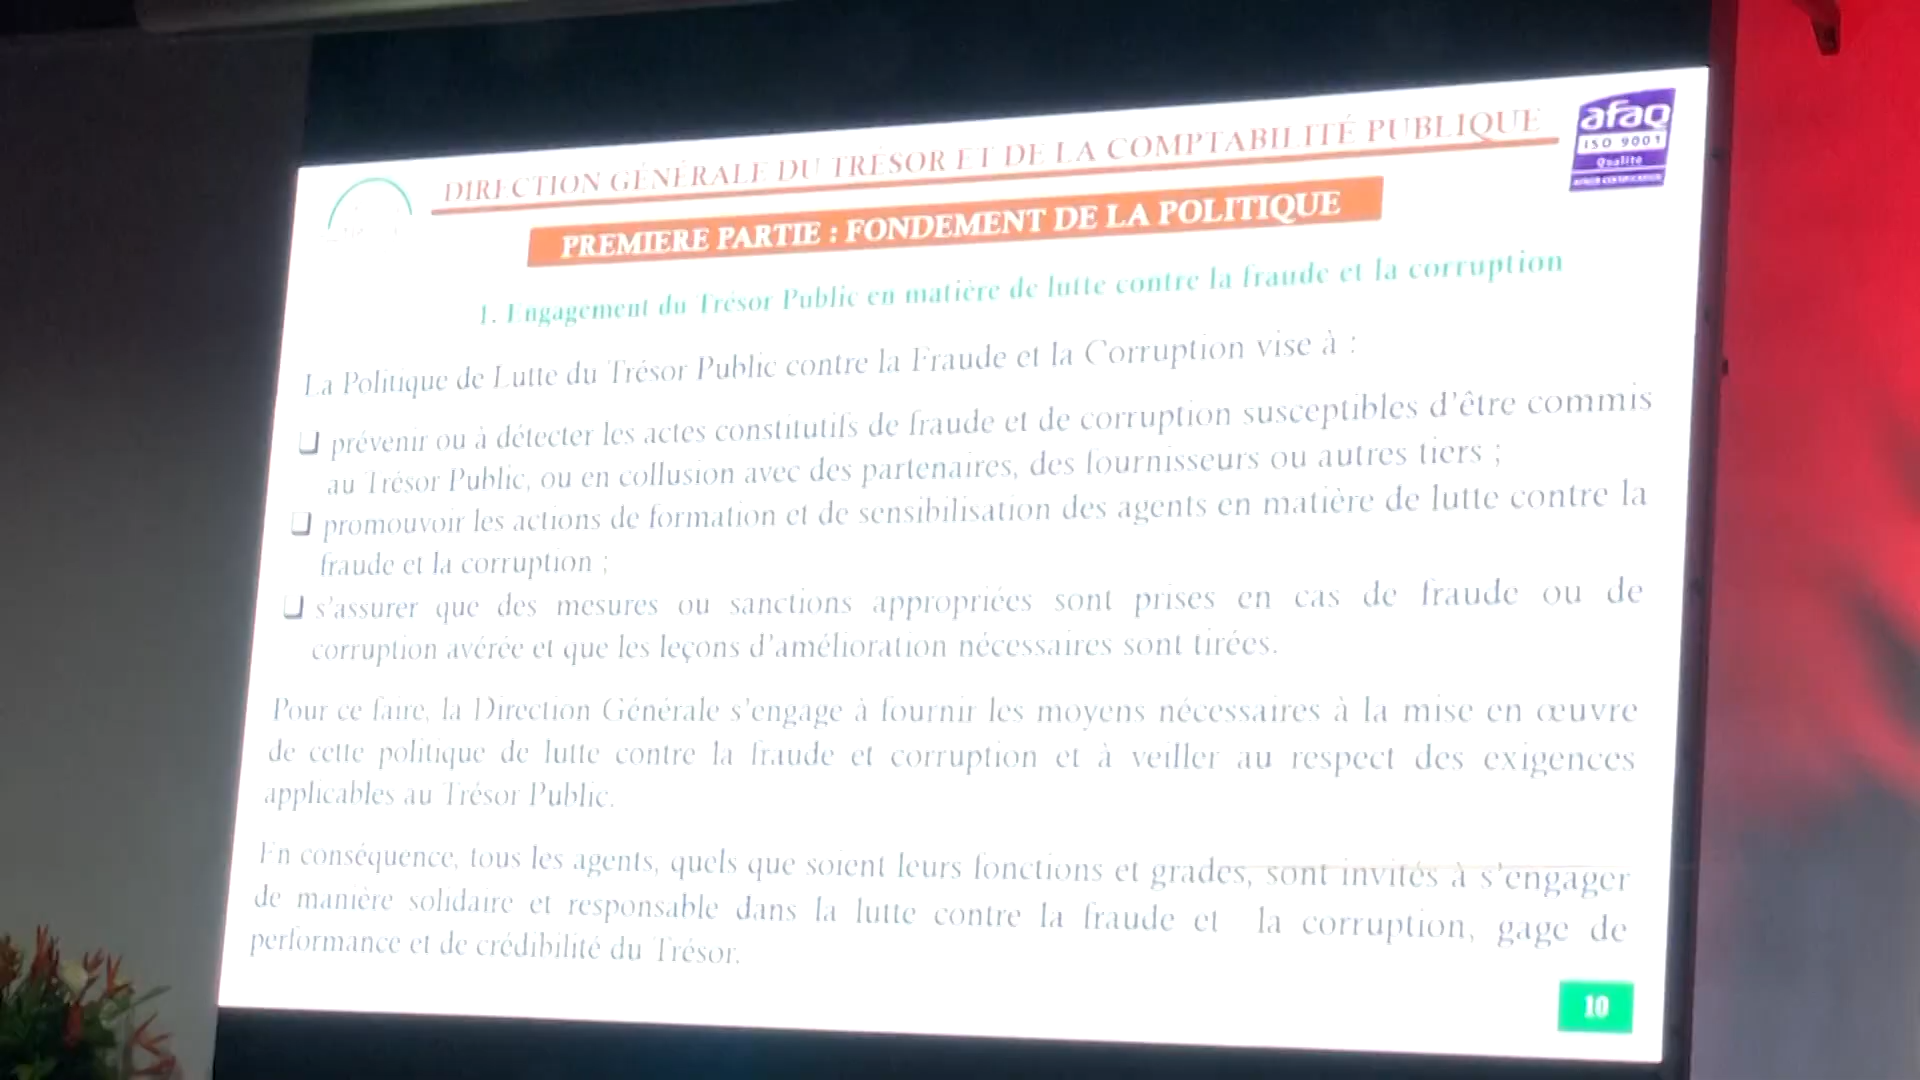 DIRECTION GÉNÉRALE DU TRÉSOR ET DE LA COMPTABILITÉ PUBLIQUE
afaq
ISO 9001
Qualité
AFNOR CERTIFICATION
PREMIERE PARTIE : FONDEMENT DE LA POLITIQUE
1. Engagement du Trésor Public en matière de lutte contre la fraude et la corruption
La Politique de Lutte du Trésor Public contre la Fraude et la Corruption vise à :
❑ prévenir ou à détecter les actes constitutifs de fraude et de corruption susceptibles d'être commis
au Trésor Public, ou en collusion avec des partenaires, des fournisseurs ou autres tiers ;
❑ promouvoir les actions de formation et de sensibilisation des agents en matière de lutte contre la
fraude et la corruption ;
❑ s'assurer que des mesures ou sanctions appropriées sont prises en cas de fraude ou de
corruption avérée et que les leçons d'amélioration nécessaires sont tirées.
Pour ce faire, la Direction Générale s'engage à fournir les moyens nécessaires à la mise en œuvre
de cette politique de lutte contre la fraude et corruption et à veiller au respect des exigences
applicables au Trésor Public.
En conséquence, tous les agents, quels que soient leurs fonctions et grades, sont invités à s'engager
de manière solidaire et responsable dans la lutte contre la fraude et la corruption, gage de
performance et de crédibilité du Trésor.
10